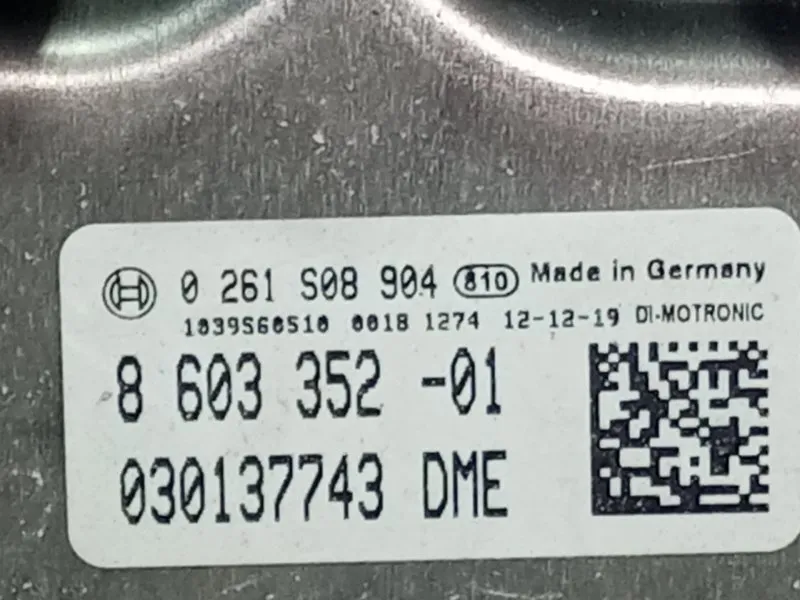 0 261 S08 904 810 Made in Germany
1039S60510 0018 1274 12-12-19 DI-MOTRONIC
8 603 352 -01
030137743 DME